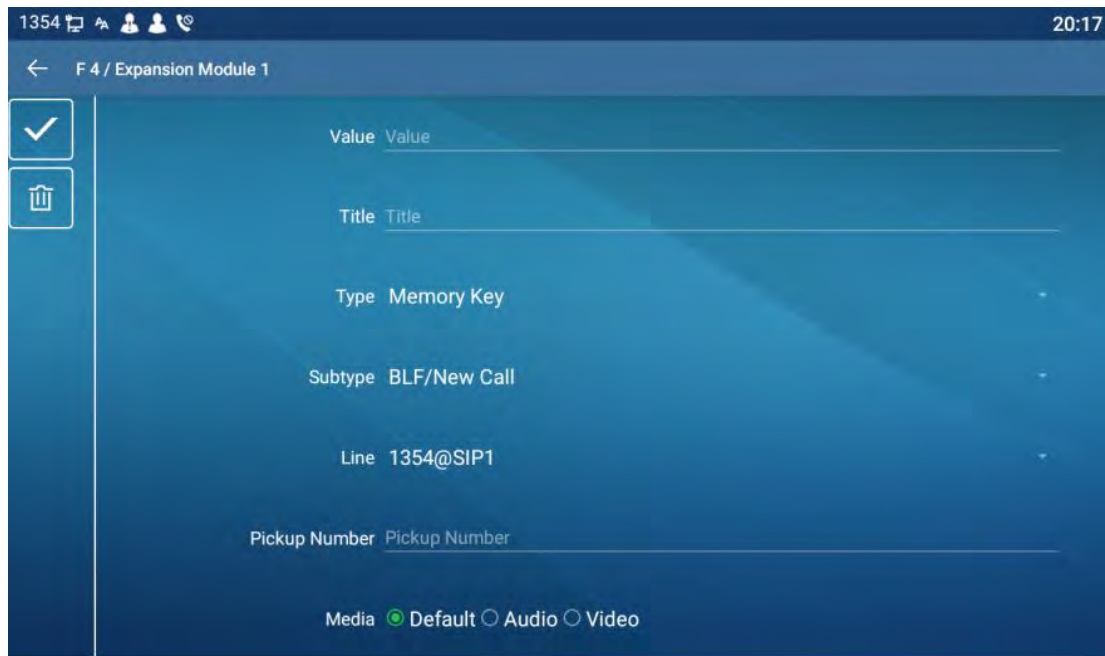 1354 20:17
F 4 / Expansion Module 1
Value Value
Title Title
Type Memory Key
Subtype BLF/New Call
Line 1354@SIP1
Pickup Number Pickup Number
Media Default Audio Video